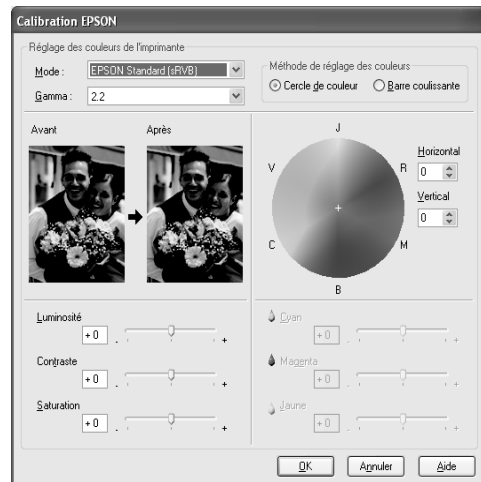 Calibration EPSON
Réglage des couleurs de l'imprimante
Mode : EPSON Standard (sRVB)
Gamma : 2.2
Méthode de réglage des couleurs
Cercle de couleur Barre coulissante
Avant Après
J
V R
C M
B
Horizontal
0
Vertical
0
Luminosité
+ 0 - +
Contraste
+ 0 - +
Saturation
+ 0 - +
Cyan
+ 0 - +
Magenta
+ 0 - +
Jaune
+ 0 - +
OK Annuler Aide